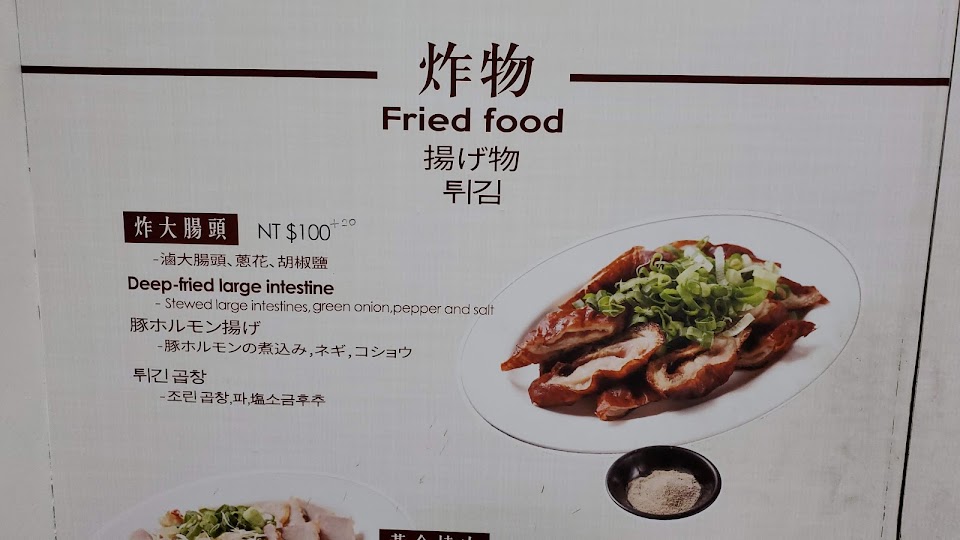 炸物
Fried food
揚げ物
튀김
炸大腸頭 NT $100 +20
-滷大腸頭、蔥花、胡椒鹽
Deep-fried large intestine
- Stewed large intestines, green onion,pepper and salt
豚ホルモン揚げ
-豚ホルモンの煮込み,ネギ,コショウ
튀긴 곱창
-조린 곱창,파,塩소금후추